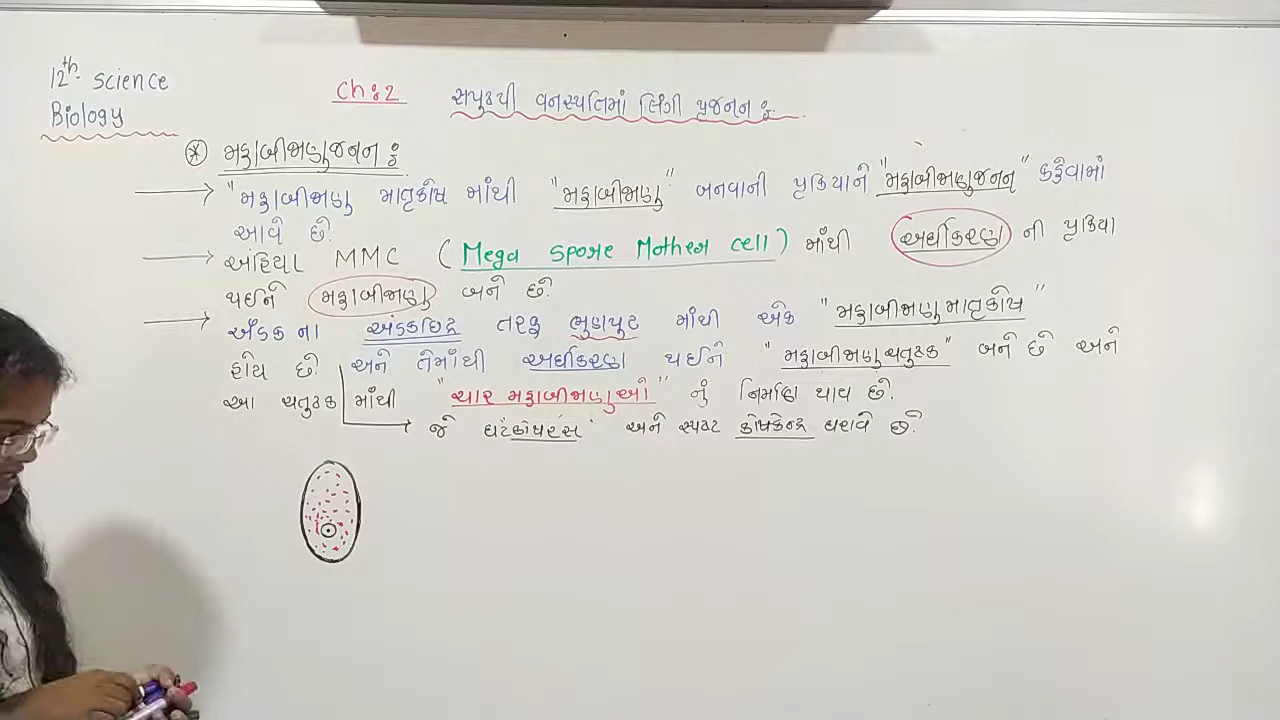 12th Science
Biology
Ch: 2 સપુષ્પી વનસ્પતિમાં લિંગી પ્રજનન :
* મહાબીજાણુજનન :
→ "મહાબીજાણુ માતૃકોષ માંથી "મહાબીજાણુ" બનવાની પ્રક્રિયાને "મહાબીજાણુજનન" કહેવામાં
આવે છે.
→ અહિયા MMC ( Mega spore Mother cell ) માંથી અર્ધીકરણ ની પ્રક્રિયા
થઈને મહાબીજાણુ બને છે.
→ અંડક ના અંડકછિદ્ર તરફ ભ્રુણપુટ માંથી એક "મહાબીજાણુમાતૃકોષ"
હોય છે. અને તેમાંથી અર્ધીકરણ થઈને "મહાબીજાણુચતુષ્ક" બને છે અને
આ ચતુષ્ક માંથી "ચાર મહાબીજાણુઓ" નું નિર્માણ થાય છે.
→ જે ઘટ્ટકોષરસ અને સ્પષ્ટ કોષકેન્દ્ર ધરાવે છે.